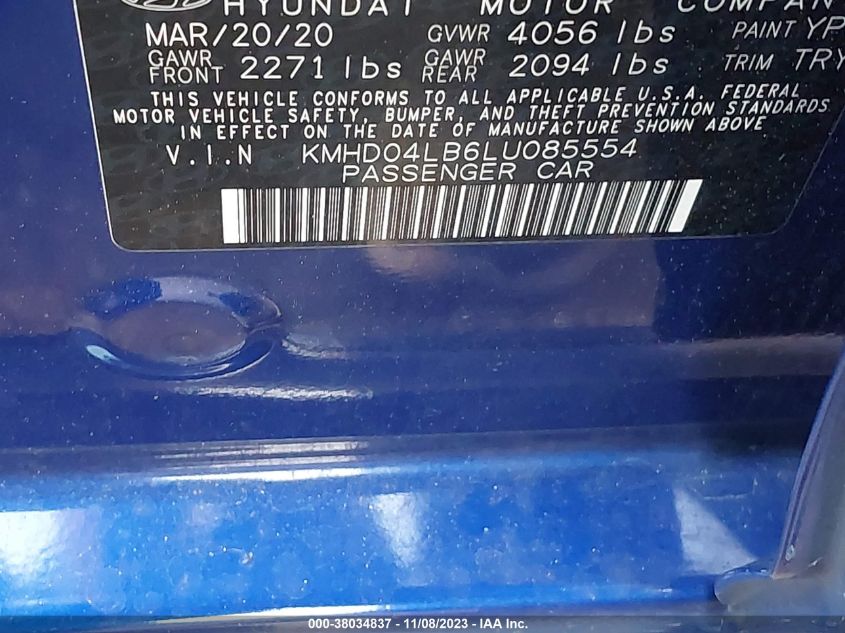 HYUNDAI MOTOR COMPAN
MAR/20/20 GVWR 4056 lbs PAINT YP
GAWR FRONT 2271 lbs GAWR REAR 2094 lbs TRIM TRY
THIS VEHICLE CONFORMS TO ALL APPLICABLE U.S.A. FEDERAL
MOTOR VEHICLE SAFETY, BUMPER, AND THEFT PREVENTION STANDARDS
IN EFFECT ON THE DATE OF MANUFACTURE SHOWN ABOVE
V.I.N KMHD04LB6LU085554
PASSENGER CAR
000-38034837 - 11/08/2023 - IAA Inc.